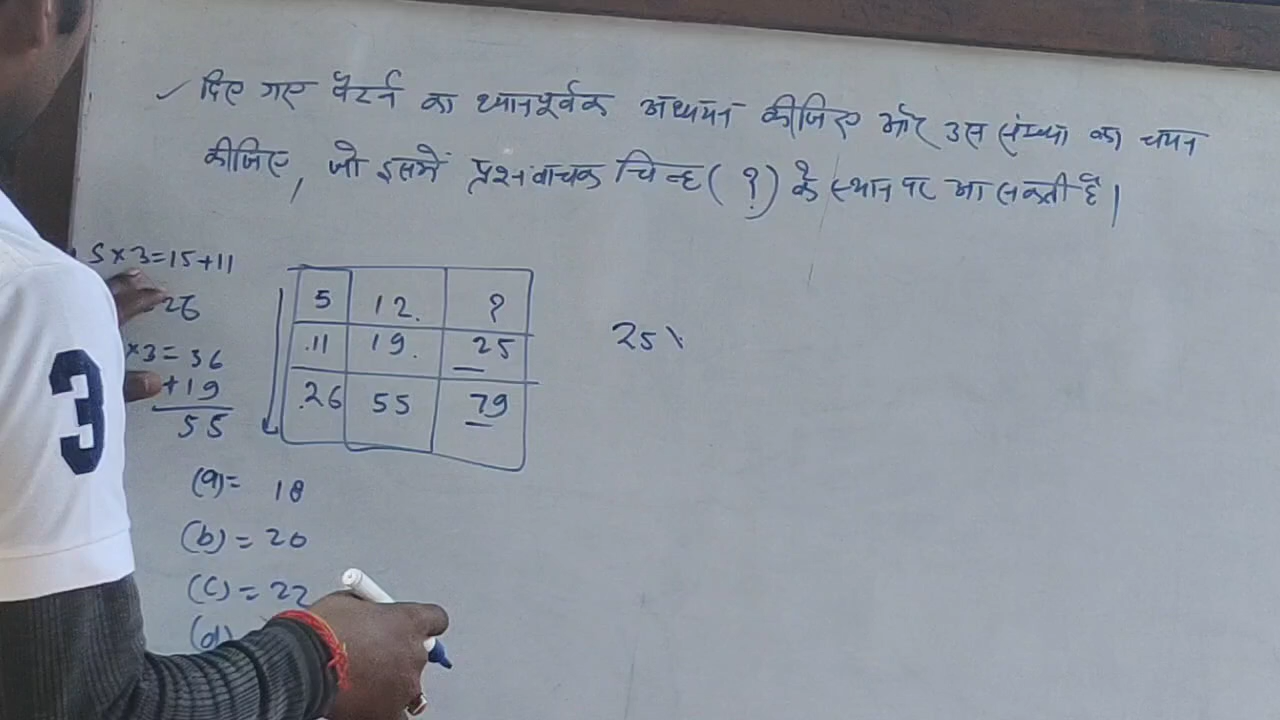 दिए गए पैटर्न का ध्यानपूर्वक अध्ययन कीजिए और उस संख्या का चयन
कीजिए, जो इसमें प्रश्नवाचक चिन्ह ( ? ) के स्थान पर आ सकती है।
5×3=15+11
=26
×3=36
+19
55
5 12. ?
.11 19. 25
.26 55 79
25
(a)= 18
(b)=20
(c)=22
(d)
3